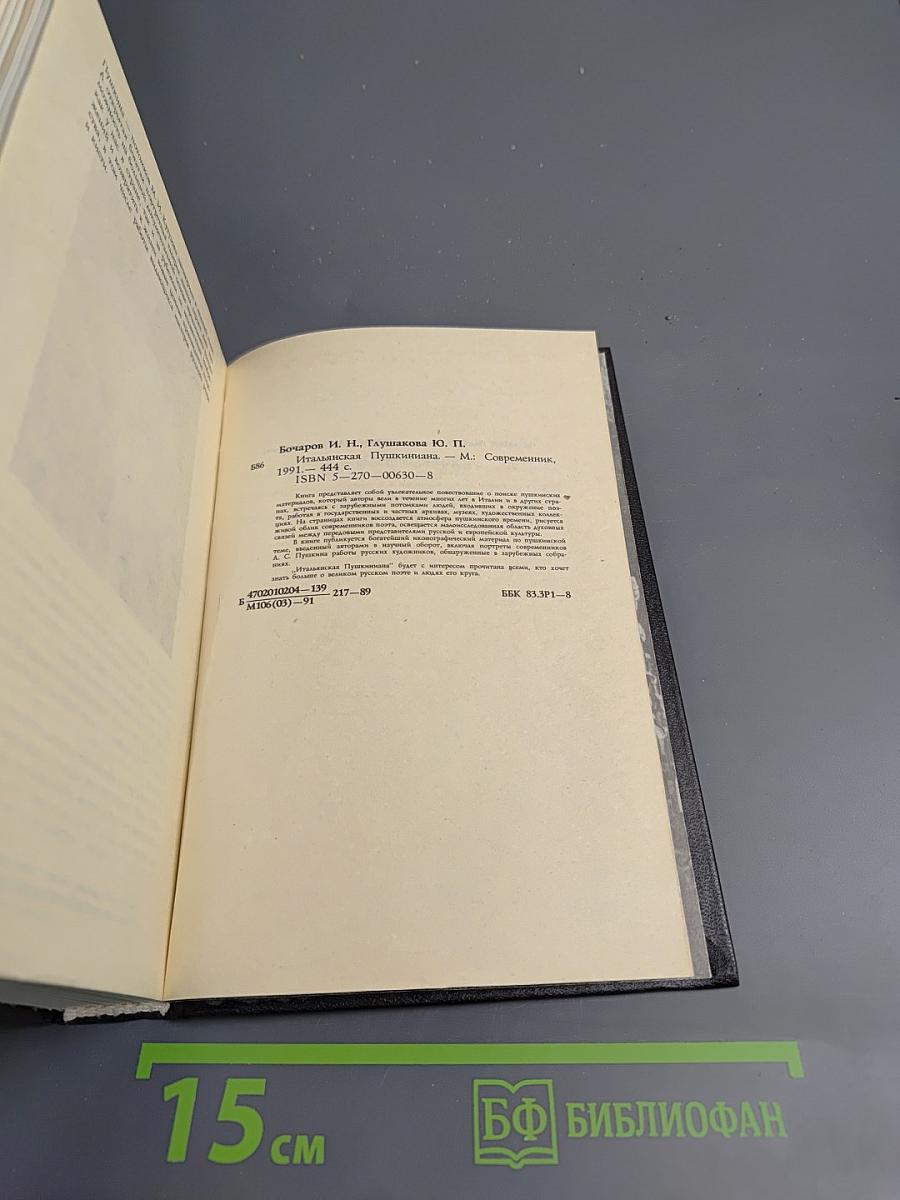 Бочаров И. Н., Глушакова Ю. П.
Б86
Итальянская Пушкиниана. — М.: Современник,
1991.— 444 с.
ISBN 5—270—00630—8
Книга представляет собой увлекательное повествование о поиске пушкинских
материалов, который авторы вели в течение многих лет в Италии и в других стра-
нах, встречаясь с зарубежными потомками людей, входивших в окружение поэ-
та, работая в государственных и частных архивах, музеях, художественных коллек-
циях. На страницах книги воссоздается атмосфера пушкинского времени, рисуется
живой облик современников поэта, освещается малоисследованная область духовных
связей между передовыми представителями русской и европейской культуры.
В книге публикуется богатейший иконографический материал по пушкинской
теме, введенный авторами в научный оборот, включая портреты современников
А. С. Пушкина работы русских художников, обнаруженные в зарубежных собра-
ниях.
„Итальянская Пушкиниана" будет с интересом прочитана всеми, кто хочет
знать больше о великом русском поэте и людях его круга.
Б 4702010204—139
М106(03)—91 217—89
ББК 83.3Р1—8
15 см
БФ БИБЛИОФАН